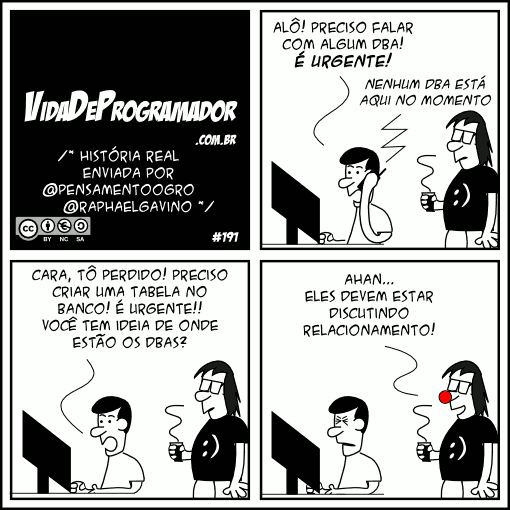 VidaDeProgramador
.com.br
/* HISTÓRIA REAL
ENVIADA POR
@PENSAMENTOOGRO
@RAPHAELGAVINO */
cc
BY NC SA
#191
ALÔ! PRECISO FALAR
COM ALGUM DBA!
É URGENTE!
NENHUM DBA ESTÁ
AQUI NO MOMENTO
CARA, TÔ PERDIDO! PRECISO
CRIAR UMA TABELA NO
BANCO! É URGENTE!!
VOCÊ TEM IDEIA DE ONDE
ESTÃO OS DBAS?
AHAN...
ELES DEVEM ESTAR
DISCUTINDO
RELACIONAMENTO!